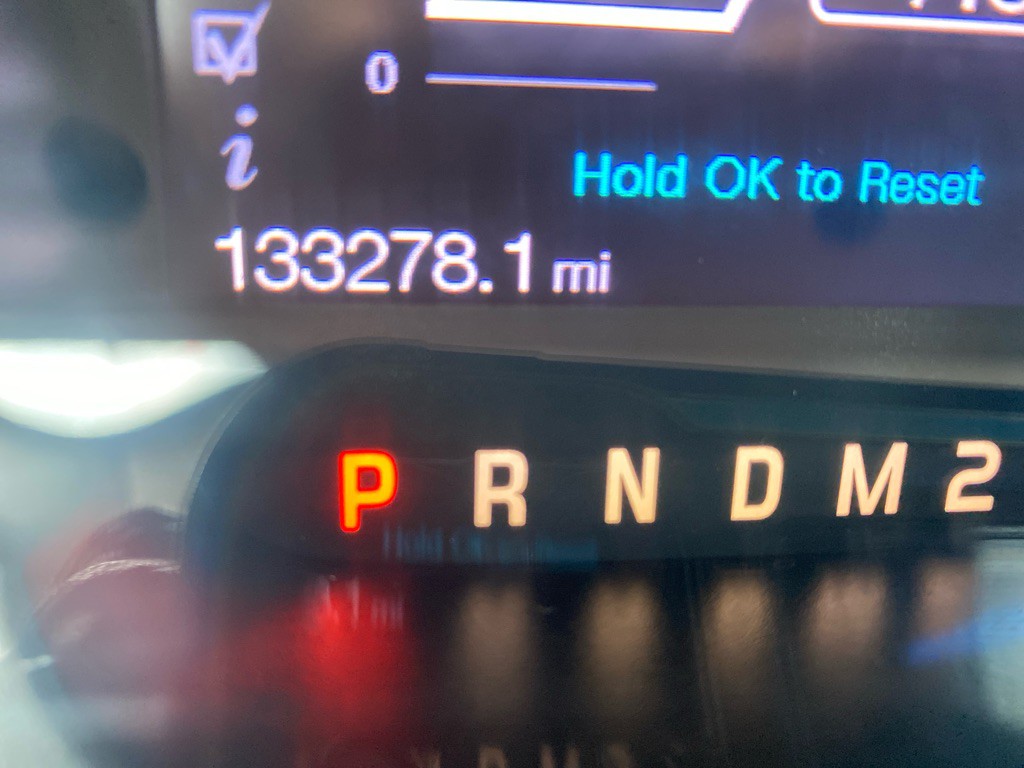 0
i
Hold OK to Reset
133278.1 mi
P R N D M 2